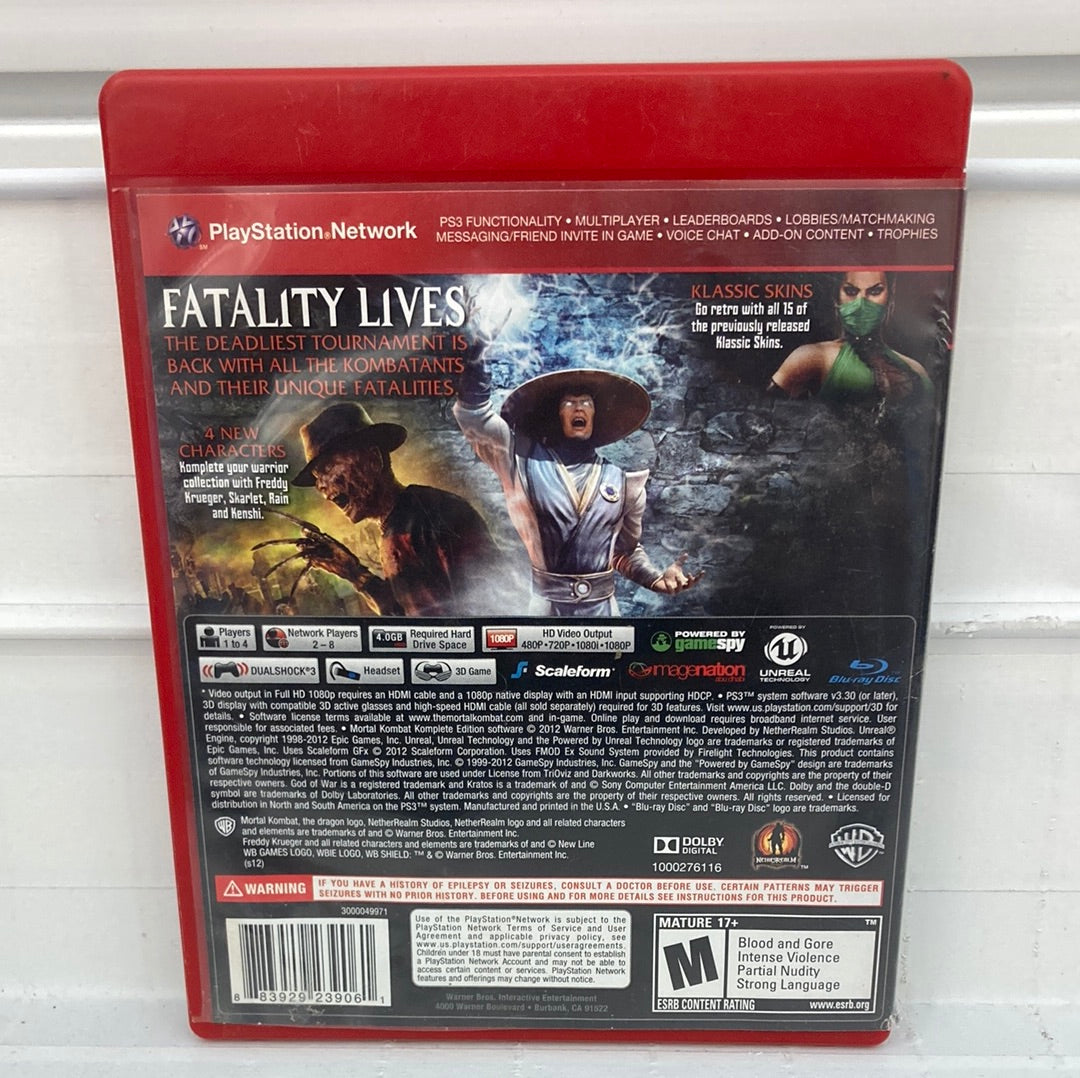 PlayStation®Network
SM
PS3 FUNCTIONALITY • MULTIPLAYER • LEADERBOARDS • LOBBIES/MATCHMAKING
MESSAGING/FRIEND INVITE IN GAME • VOICE CHAT • ADD-ON CONTENT • TROPHIES
FATALITY LIVES
THE DEADLIEST TOURNAMENT IS
BACK WITH ALL THE KOMBATANTS
AND THEIR UNIQUE FATALITIES.
KLASSIC SKINS
Go retro with all 15 of
the previously released
Klassic Skins.
4 NEW
CHARACTERS
Komplete your warrior
collection with Freddy
Krueger, Skarlet, Rain
and Kenshi.
Players
1 to 4
Network Players
2 – 8
4.0GB
Required Hard
Drive Space
1080P
HD Video Output
480P•720P•1080i•1080P
POWERED BY
gamespy
POWERED BY
UNREAL
TECHNOLOGY
DUALSHOCK®3
Headset
3D Game
Scaleform
imagenation
abu dhabi
Blu-ray Disc
* Video output in Full HD 1080p requires an HDMI cable and a 1080p native display with an HDMI input supporting HDCP. • PS3™ system software v3.30 (or later),
3D display with compatible 3D active glasses and high-speed HDMI cable (all sold separately) required for 3D features. Visit www.us.playstation.com/support/3D for
details. • Software license terms available at www.themortalkombat.com and in-game. Online play and download requires broadband internet service. User
responsible for associated fees. • Mortal Kombat Komplete Edition software © 2012 Warner Bros. Entertainment Inc. Developed by NetherRealm Studios. Unreal®
Engine, copyright 1998-2012 Epic Games, Inc. Unreal, Unreal Technology and the Powered by Unreal Technology logo are trademarks or registered trademarks of
Epic Games, Inc. Uses Scaleform GFx © 2012 Scaleform Corporation. Uses FMOD Ex Sound System provided by Firelight Technologies. This product contains
software technology licensed from GameSpy Industries, Inc. © 1999-2012 GameSpy Industries, Inc. GameSpy and the "Powered by GameSpy" design are trademarks
of GameSpy Industries, Inc. Portions of this software are used under License from TriOviz and Darkworks. All other trademarks and copyrights are the property of their
respective owners. God of War is a registered trademark and Kratos is a trademark of and © Sony Computer Entertainment America LLC. Dolby and the double-D
symbol are trademarks of Dolby Laboratories. All other trademarks and copyrights are the property of their respective owners. All rights reserved. • Licensed for
distribution in North and South America on the PS3™ system. Manufactured and printed in the U.S.A. • "Blu-ray Disc" and "Blu-ray Disc" logo are trademarks.
Mortal Kombat, the dragon logo, NetherRealm Studios, NetherRealm logo and all related characters
and elements are trademarks of and © Warner Bros. Entertainment Inc.
Freddy Krueger and all related characters and elements are trademarks of and © New Line
WB GAMES LOGO, WBIE LOGO, WB SHIELD: ™ & © Warner Bros. Entertainment Inc.
(s12)
DOLBY
DIGITAL
1000276116
NETHERREALM
™
WB
⚠ WARNING
IF YOU HAVE A HISTORY OF EPILEPSY OR SEIZURES, CONSULT A DOCTOR BEFORE USE. CERTAIN PATTERNS MAY TRIGGER
SEIZURES WITH NO PRIOR HISTORY. BEFORE USING AND FOR MORE DETAILS SEE INSTRUCTIONS FOR THIS PRODUCT.
3000049971
8 83929 23906 1
Use of the PlayStation®Network is subject to the
PlayStation Network Terms of Service and User
Agreement and applicable privacy policy, see
www.us.playstation.com/support/useragreements.
Children under 18 must have parental consent to establish
a PlayStation Network Account and may not be able to
access certain content or services. PlayStation Network
features and offerings may change without notice.
Warner Bros. Interactive Entertainment
4000 Warner Boulevard • Burbank, CA 91522
MATURE 17+
™
M
Blood and Gore
Intense Violence
Partial Nudity
Strong Language
ESRB CONTENT RATING
www.esrb.org